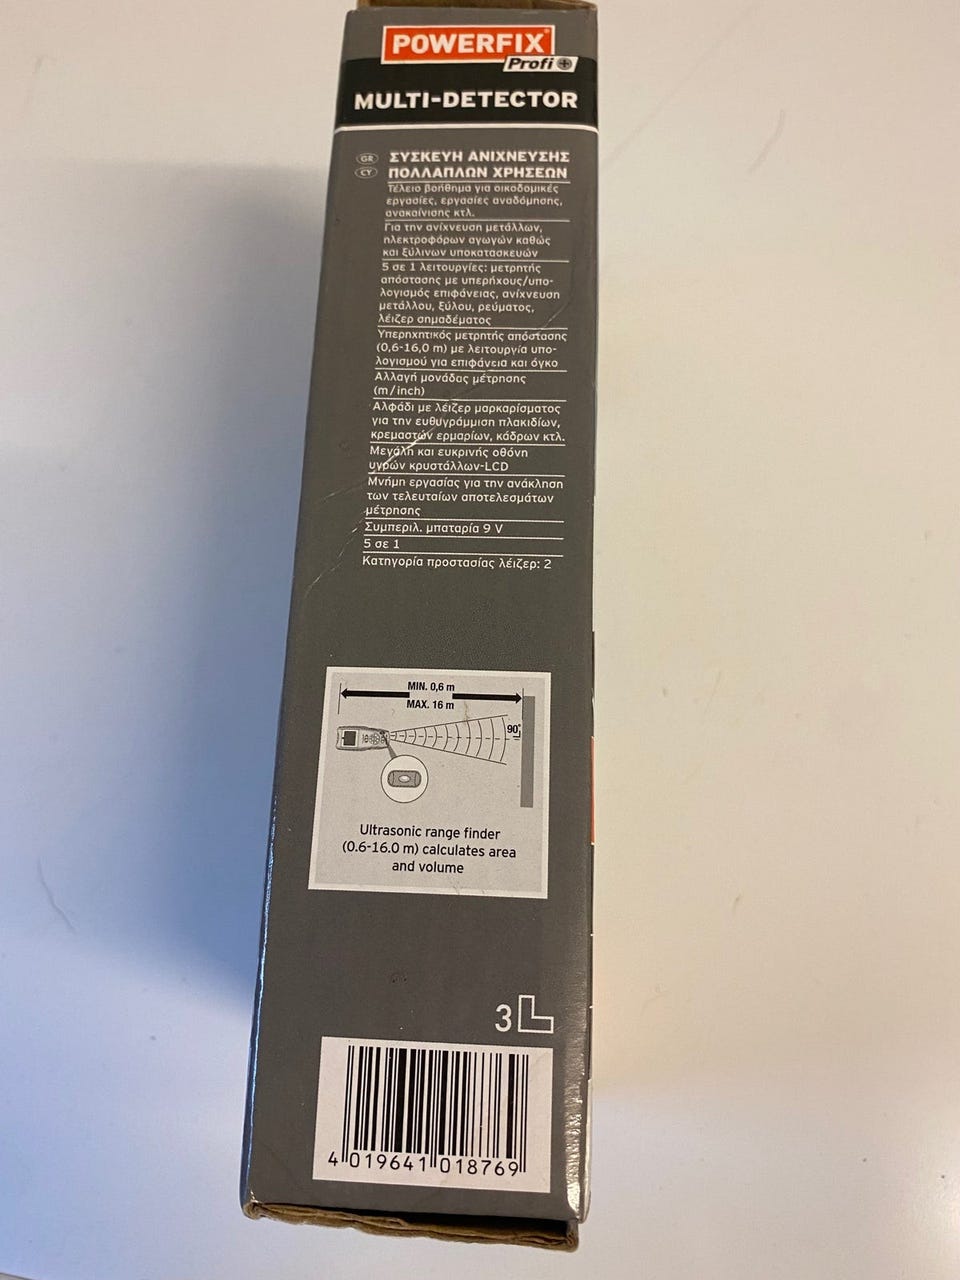 POWERFIX®
Profi
MULTI-DETECTOR
GR ΣΥΣΚΕΥΗ ΑΝΙΧΝΕΥΣΗΣ
CY ΠΟΛΛΑΠΛΩΝ ΧΡΗΣΕΩΝ
Τέλειο βοήθημα για οικοδομικές
εργασίες, εργασίες αναδόμησης,
ανακαίνισης κτλ.
Για την ανίχνευση μετάλλων,
ηλεκτροφόρων αγωγών καθώς
και ξύλινων υποκατασκευών
5 σε 1 λειτουργίες: μετρητής
απόστασης με υπερήχους/υπο-
λογισμός επιφάνειας, ανίχνευση
μετάλλου, ξύλου, ρεύματος,
λέιζερ σημαδέματος
Υπερηχητικός μετρητής απόστασης
(0,6-16,0 m) με λειτουργία υπο-
λογισμού για επιφάνεια και όγκο
Αλλαγή μονάδας μέτρησης
(m/inch)
Αλφάδι με λέιζερ μαρκαρίσματος
για την ευθυγράμμιση πλακιδίων,
κρεμαστών ερμαρίων, κάδρων κτλ.
Μεγάλη και ευκρινής οθόνη
υγρών κρυστάλλων-LCD
Μνήμη εργασίας για την ανάκληση
των τελευταίων αποτελεσμάτων
μέτρησης
Συμπεριλ. μπαταρία 9 V
5 σε 1
Κατηγορία προστασίας λέιζερ: 2
MIN. 0,6 m
MAX. 16 m
90°
Ultrasonic range finder
(0.6-16.0 m) calculates area
and volume
3L
4 019641 018769